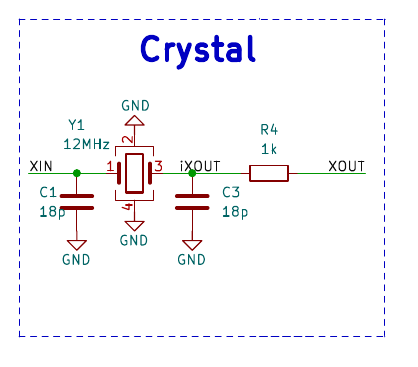 Crystal
GND
Y1
12MHz
2
R4
1k
XIN
1
3
iXOUT
XOUT
C1
18p
4
C3
18p
GND
GND
GND